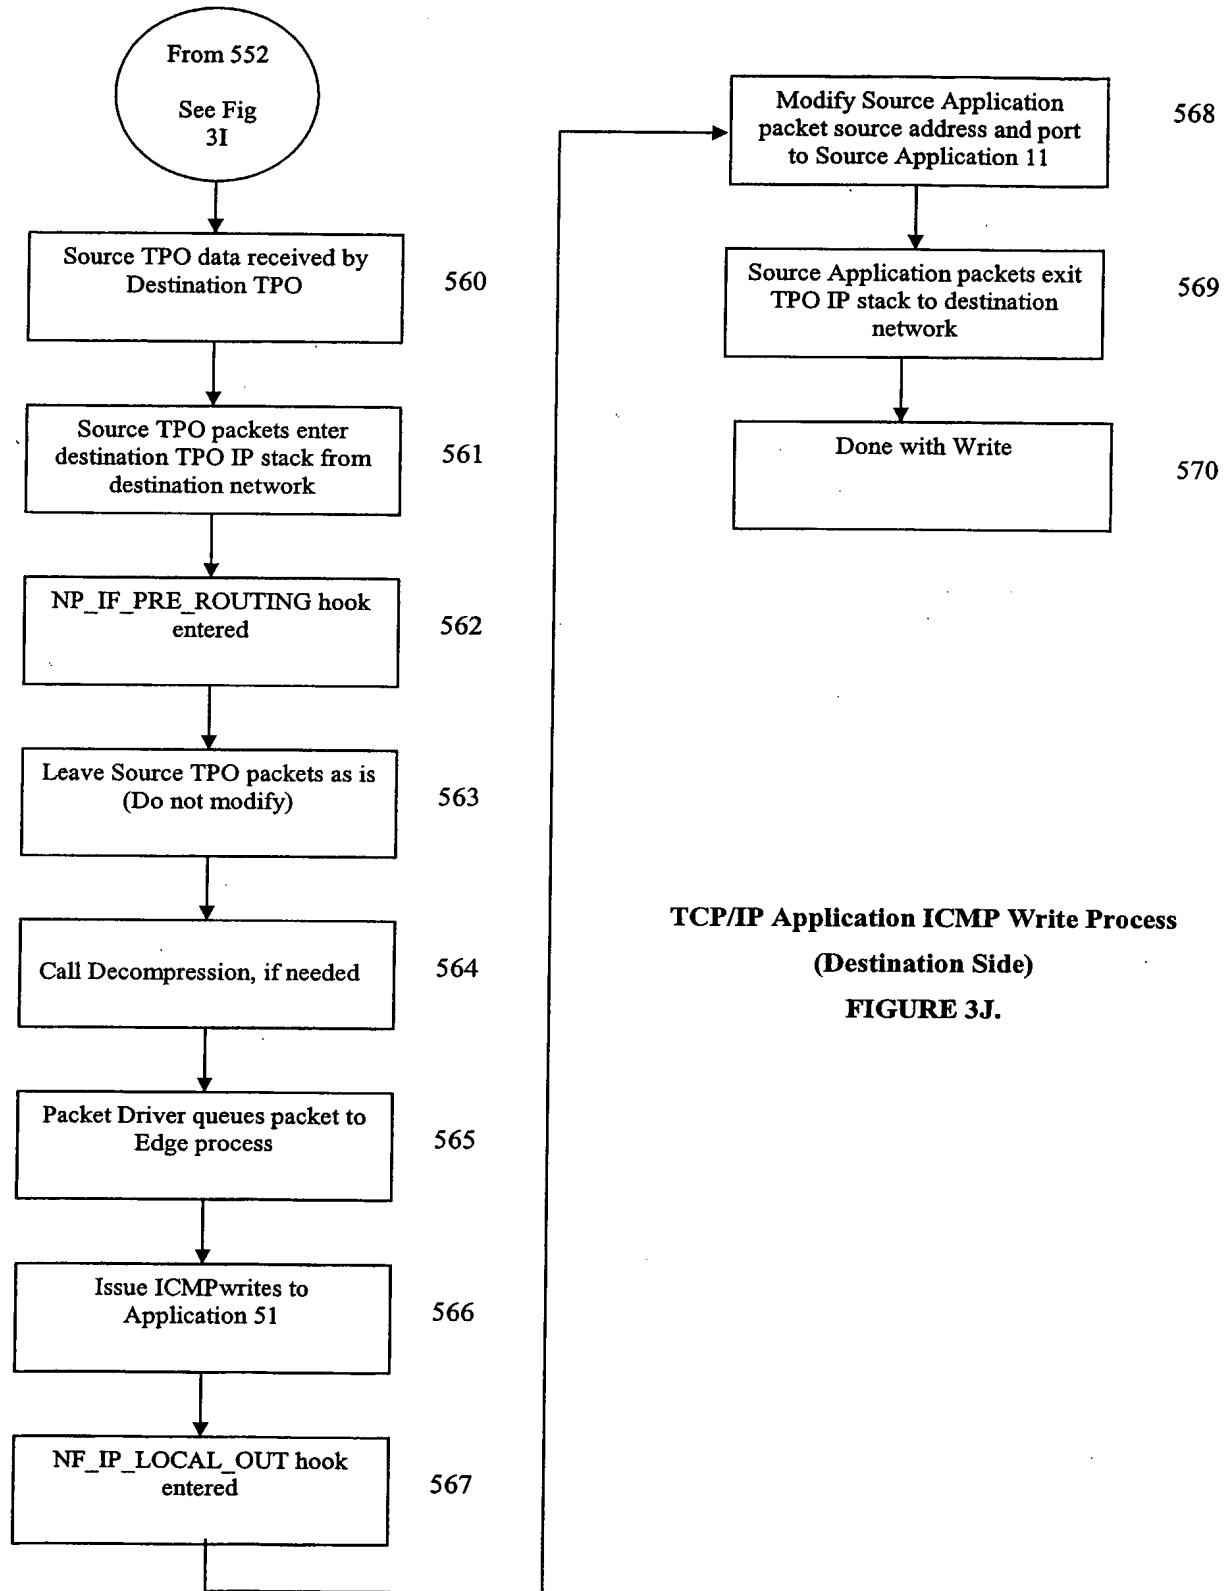 From 552
See Fig
3I
Source TPO data received by
Destination TPO
560
Source TPO packets enter
destination TPO IP stack from
destination network
561
NP_IF_PRE_ROUTING hook
entered
562
Leave Source TPO packets as is
(Do not modify)
563
Call Decompression, if needed
564
Packet Driver queues packet to
Edge process
565
Issue ICMPwrites to
Application 51
566
NF_IP_LOCAL_OUT hook
entered
567
Modify Source Application
packet source address and port
to Source Application 11
568
Source Application packets exit
TPO IP stack to destination
network
569
Done with Write
570
TCP/IP Application ICMP Write Process
(Destination Side)
FIGURE 3J.